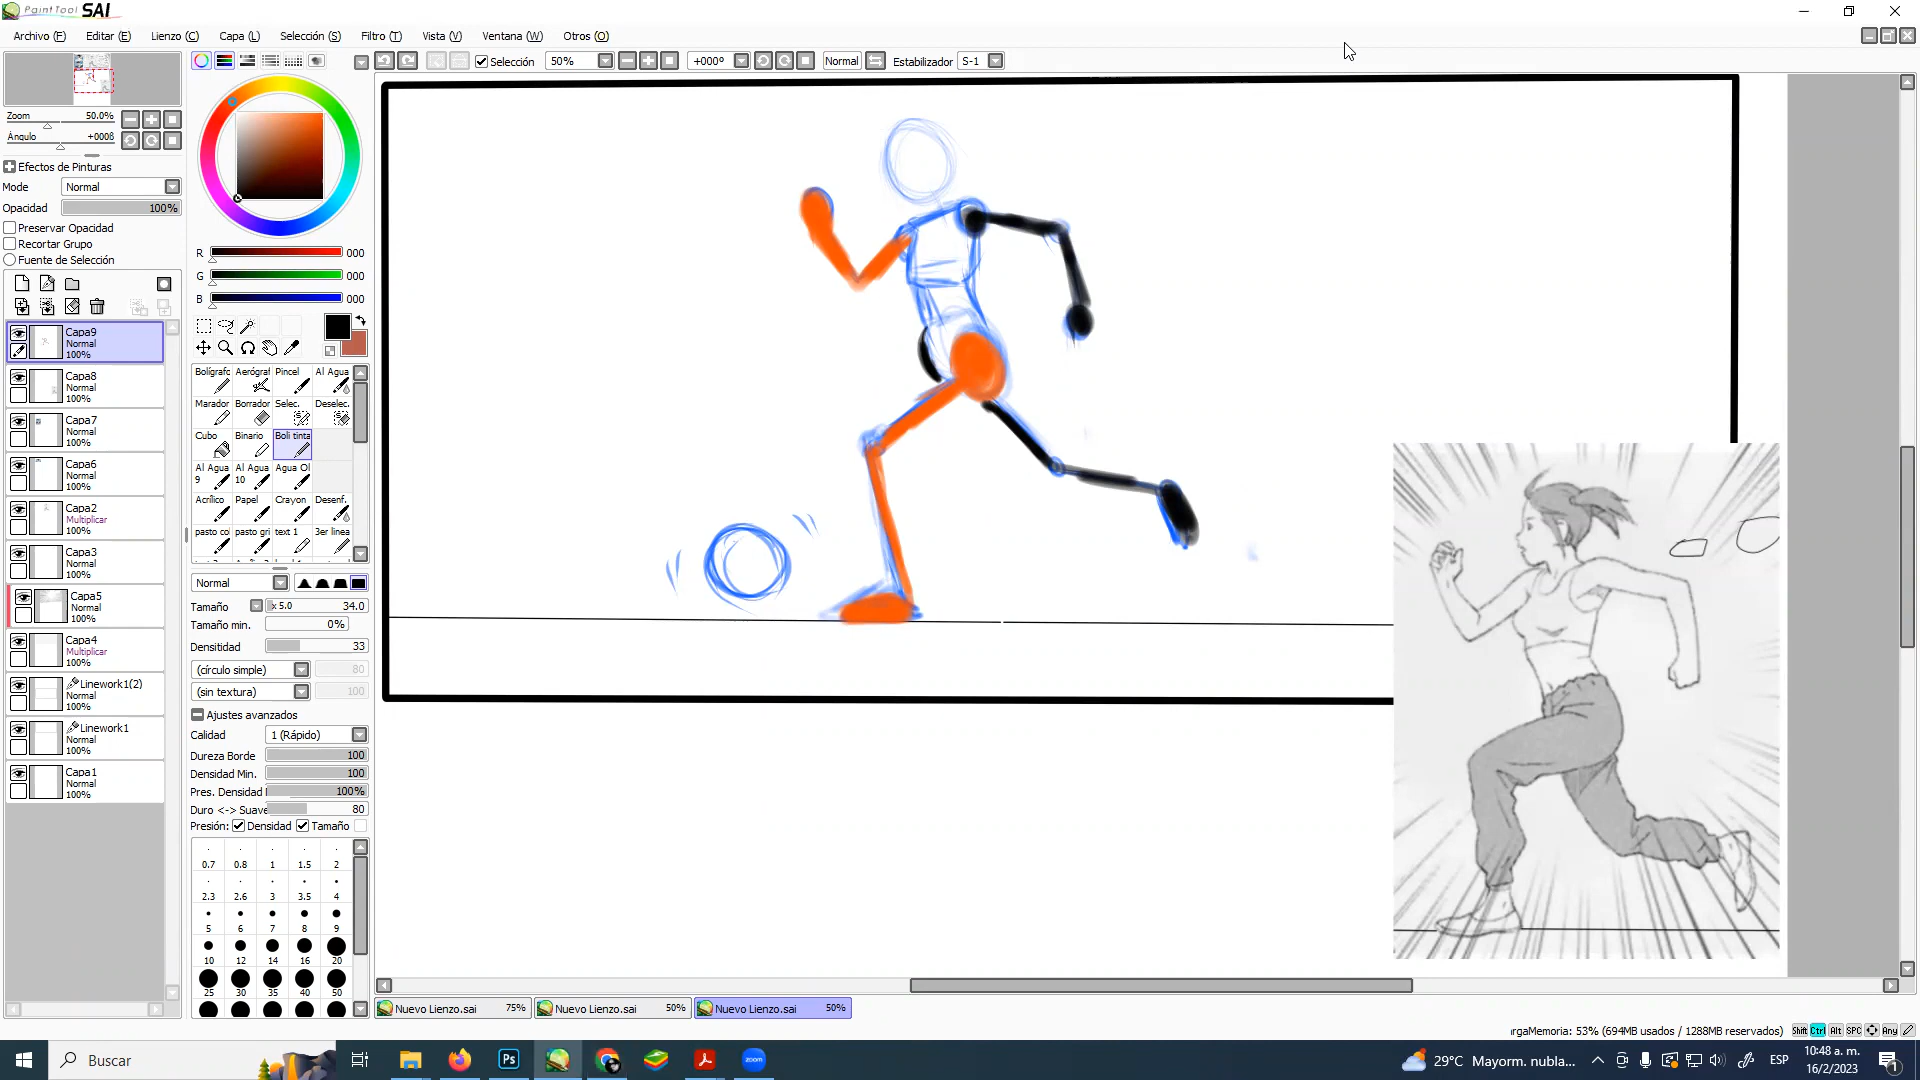 PaintTool SAI
Archivo (F) Editar (E) Lienzo (C) Capa (L) Selección (S) Filtro (T) Vista (V) Ventana (W) Otros (O)
Selección 50% +000º Normal Estabilizador S-1
Zoom 50.0%
Ángulo +000ß
Efectos de Pinturas
Mode Normal
Opacidad 100%
Preservar Opacidad
Recortar Grupo
Fuente de Selección
Capa9
Normal
100%
Capa8
Normal
100%
Capa7
Normal
100%
Capa6
Normal
100%
Capa2
Multiplicar
100%
Capa3
Normal
100%
Capa5
Normal
100%
Capa4
Multiplicar
100%
Linework1(2)
Normal
100%
Linework1
Normal
100%
Capa1
Normal
100%
R 000
G 000
B 000
Bolígrafo Aerógraf Pincel Al Agua
Marador Borrador Selec. Deselec.
Cubo Binario Boli tinta
Al Agua 9 Al Agua 10 Agua Ol
Acrílico Papel Crayon Desenf.
pasto co pasto gri text 1 3er linea
Normal
Tamaño x 5.0 34.0
Tamaño min. 0%
Densitidad 33
(círculo simple) 80
(sin textura) 100
Ajustes avanzados
Calidad 1 (Rápido)
Dureza Borde 100
Densidad Min. 100
Pres. Densidad 100%
Duro <-> Suave 80
Presión: Densidad Tamaño
0.7 0.8 1 1.5 2
2.3 2.6 3 3.5 4
5 6 7 8 9
10 12 14 16 20
25 30 35 40 50
Nuevo Lienzo.sai 75% Nuevo Lienzo.sai 50% Nuevo Lienzo.sai 50%
rgaMemoria: 53% (694MB usados / 1288MB reservados) Shift Ctrl Alt SPC Any
Buscar Ps zoom 29°C Mayorm. nubla... ESP 10:48 a. m.
16/2/2023 1